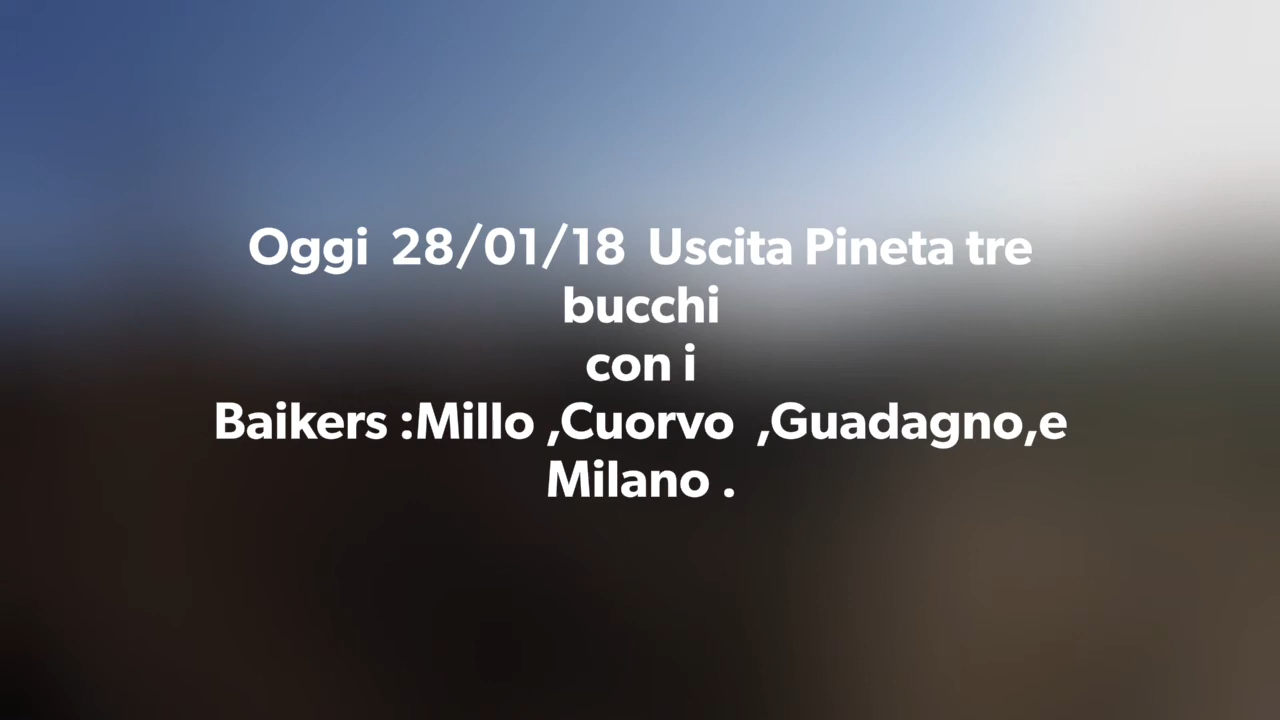 Oggi  28/01/18  Uscita Pineta tre
bucchi
con i
Baikers :Millo ,Cuorvo  ,Guadagno,e
Milano .